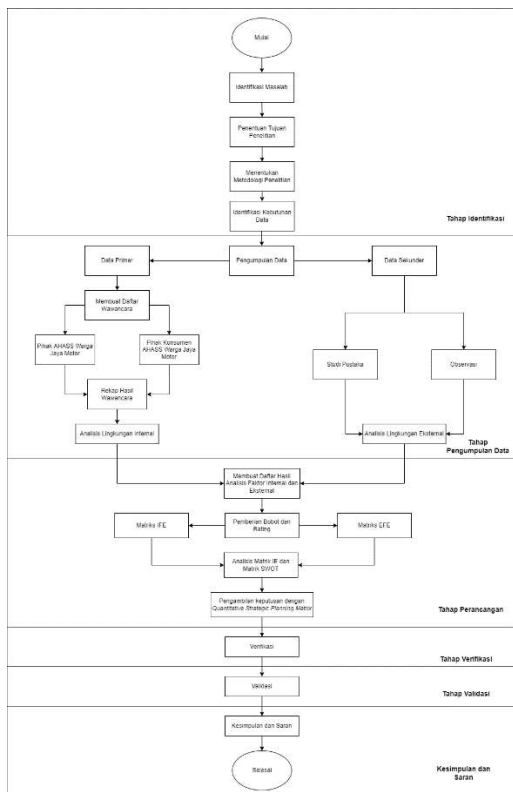 Mulai
Identifikasi Masalah
Penentuan Tujuan
Penelitian
Menentukan
Metodologi Penelitian
Identifikasi Kebutuhan
Data
Tahap Identifikasi
Data Primer
Pengumpulan Data
Data Sekunder
Membuat Daftar
Wawancara
Pihak AHASS Warga
Jaya Motor
Pihak Konsumen
AHASS Warga Jaya
Motor
Studi Pustaka
Observasi
Rekap Hasil
Wawancara
Analisis Lingkungan Internal
Analisis Lingkungan Eksternal
Tahap
Pengumpulan Data
Membuat Daftar Hasil
Analisis Faktor Internal dan
Eksternal
Matriks IFE
Pemberian Bobot dan
Rating
Matriks EFE
Analisis Matrik IE dan
Matrik SWOT
Pengambilan keputusan dengan
Quantitative Strategic Planning Matrix
Tahap Perancangan
Verifikasi
Tahap Verifikasi
Validasi
Tahap Validasi
Kesimpulan dan Saran
Selesai
Kesimpulan dan
Saran